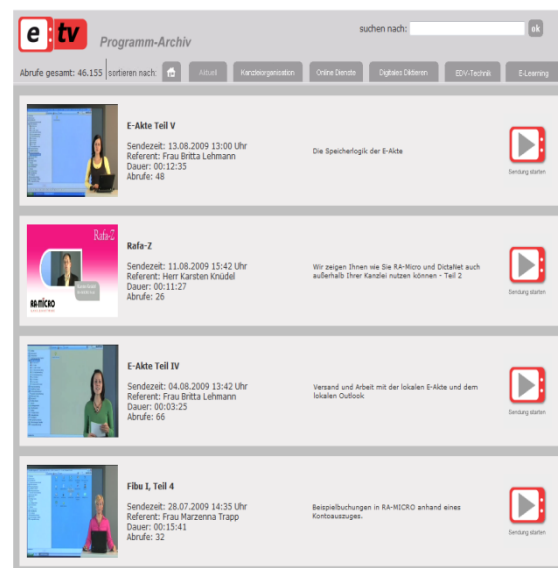 e:tv
Programm-Archiv
suchen nach:
ok
Abrufe gesamt: 46.155
sortieren nach:
Aktuell
Kanzleiorganisation
Online Dienste
Digitales Diktieren
EDV-Technik
E-Learning
E-Akte Teil V
Sendezeit: 13.08.2009 13:00 Uhr
Referent: Frau Britta Lehmann
Dauer: 00:12:35
Abrufe: 48
Die Speicherlogik der E-Akte
Sendung starten
Rafa-Z
RA-MICRO
Rafa-Z
Sendezeit: 11.08.2009 15:42 Uhr
Referent: Herr Karsten Knüdel
Dauer: 00:11:27
Abrufe: 26
Wir zeigen Ihnen wie Sie RA-Micro und DictaNet auch
außerhalb Ihrer Kanzlei nutzen können - Teil 2
Sendung starten
E-Akte Teil IV
Sendezeit: 04.08.2009 13:42 Uhr
Referent: Frau Britta Lehmann
Dauer: 00:03:25
Abrufe: 66
Versand und Arbeit mit der lokalen E-Akte und dem
lokalen Outlook
Sendung starten
Fibu I, Teil 4
Sendezeit: 28.07.2009 14:35 Uhr
Referent: Frau Marzenna Trapp
Dauer: 00:15:41
Abrufe: 32
Beispielbuchungen in RA-MICRO anhand eines
Kontoauszuges.
Sendung starten